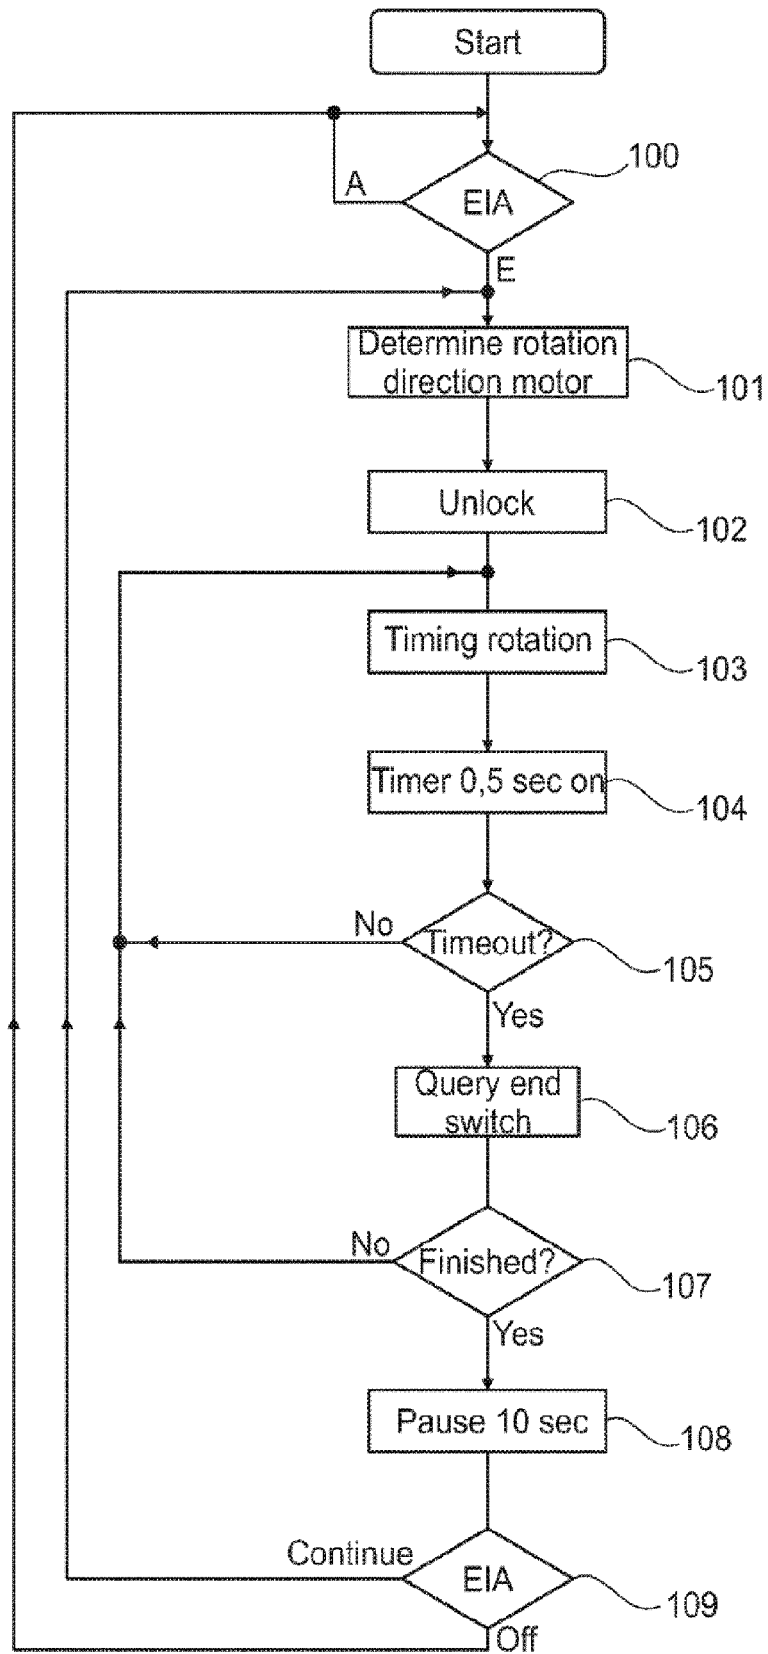 Start
100
A
EIA
E
Determine rotation
direction motor
101
Unlock
102
Timing rotation
103
Timer 0,5 sec on
104
No
Timeout?
105
Yes
Query end
switch
106
No
Finished?
107
Yes
Pause 10 sec
108
Continue
EIA
109
Off